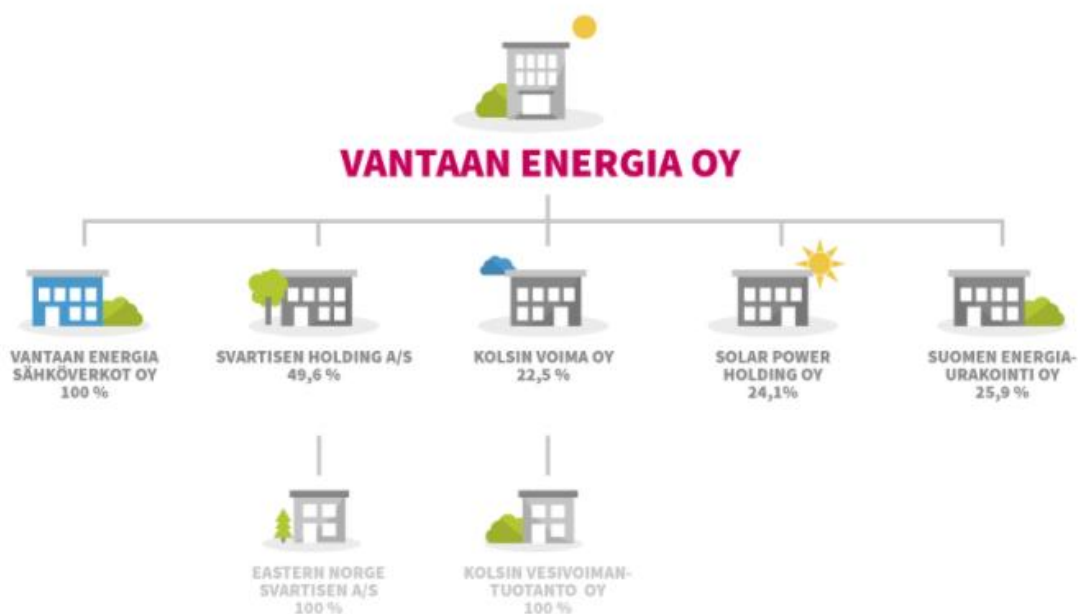 VANTAAN ENERGIA OY
VANTAAN ENERGIA
SÄHKÖVERKOT OY
100 %
SVARTISEN HOLDING A/S
49,6 %
KOLSIN VOIMA OY
22,5 %
SOLAR POWER
HOLDING OY
24,1%
SUOMEN ENERGIA-
URAKOINTI OY
25,9 %
EASTERN NORGE
SVARTISEN A/S
100 %
KOLSIN VESIVOIMAN-
TUOTANTO OY
100 %